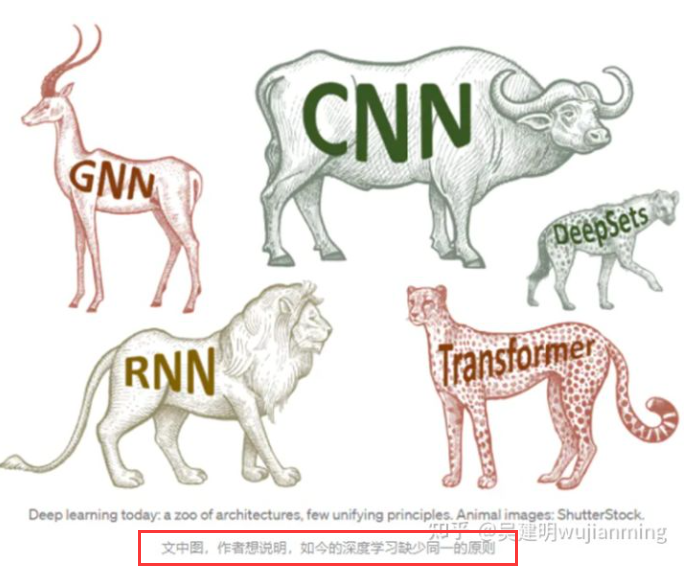 GNN
CNN
DeepSets
RNN
Transformer
Deep learning today: a zoo of architectures, few unifying principles. Animal images: ShutterStock.
知乎 @吴建明wujianming
文中图，作者想说明，如今的深度学习缺少同一的原则